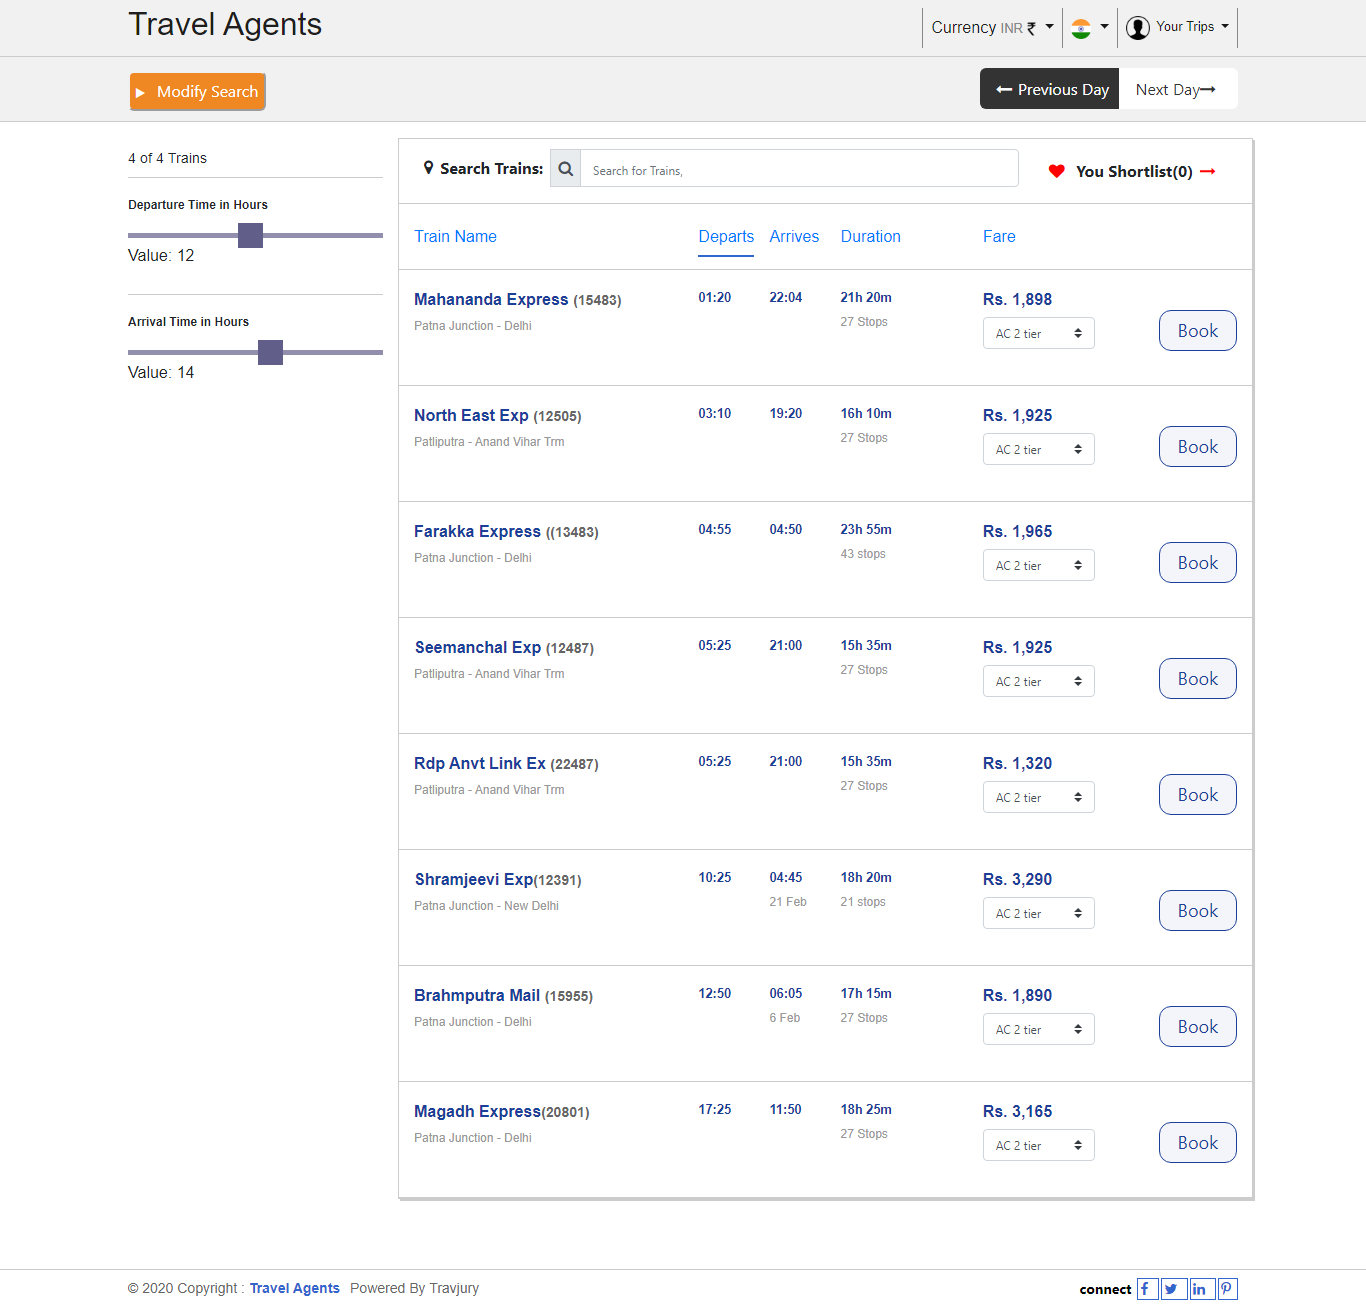 Travel Agents
Currency INR ₹
Your Trips
Modify Search
Previous Day
Next Day
4 of 4 Trains
Departure Time in Hours
Value: 12
Arrival Time in Hours
Value: 14
Search Trains: Search for Trains, You Shortlist(0)
Train Name Departs Arrives Duration Fare
Mahananda Express (15483) 01:20 22:04 21h 20m Rs. 1,898
Patna Junction - Delhi 27 Stops AC 2 tier Book
North East Exp (12505) 03:10 19:20 16h 10m Rs. 1,925
Patliputra - Anand Vihar Trm 27 Stops AC 2 tier Book
Farakka Express ((13483) 04:55 04:50 23h 55m Rs. 1,965
Patna Junction - Delhi 43 stops AC 2 tier Book
Seemanchal Exp (12487) 05:25 21:00 15h 35m Rs. 1,925
Patliputra - Anand Vihar Trm 27 Stops AC 2 tier Book
Rdp Anvt Link Ex (22487) 05:25 21:00 15h 35m Rs. 1,320
Patliputra - Anand Vihar Trm 27 Stops AC 2 tier Book
Shramjeevi Exp(12391) 10:25 04:45 18h 20m Rs. 3,290
Patna Junction - New Delhi 21 Feb 21 stops AC 2 tier Book
Brahmputra Mail (15955) 12:50 06:05 17h 15m Rs. 1,890
Patna Junction - Delhi 6 Feb 27 Stops AC 2 tier Book
Magadh Express(20801) 17:25 11:50 18h 25m Rs. 3,165
Patna Junction - Delhi 27 Stops AC 2 tier Book
© 2020 Copyright : Travel Agents Powered By Travjury connect